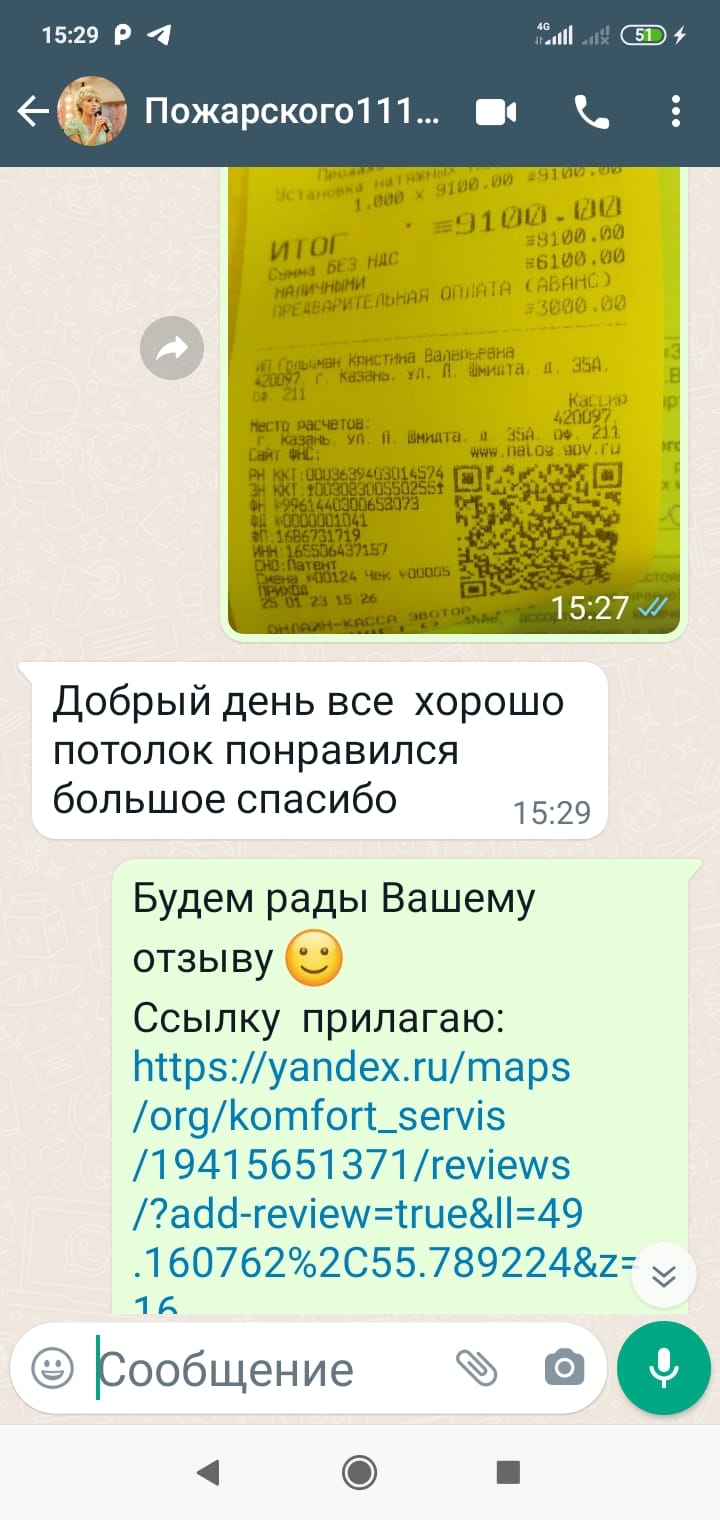 15:29
4G
51
Пожарского111...
Установка натяжных
1.000 x 9100.00 ≡9100.00
≡9100.00
ИТОГ
≡9100.00
Сумма БЕЗ НДС
≡6100.00
НАЛИЧНЫМИ
ПРЕДВАРИТЕЛЬНАЯ ОПЛАТА (АВАНС)
≡3000.00
ИП Гольцман Кристина Валерьевна
420097, г. Казань, ул. Л. Шмидта, д. 35А,
оф. 211
Кассир
Место расчетов: 420097,
г. Казань, ул. Л. Шмидта, д. 35А, оф. 211
Сайт ФНС: www.nalog.gov.ru
РН ККТ:0003639403014574
ЗН ККТ
ФН №9961440300653073
ФД №0000001041
ФП:1686731719
ИНН:165506437157
СНО:Патент
Смена №00124 Чек №00005
ПРИХОД
25.01.23 15:26
ОНЛАЙН-КАССА ЭВОТОР
15:27
Добрый день все хорошо
потолок понравился
большое спасибо
15:29
Будем рады Вашему
отзыву 🙂
Ссылку прилагаю:
https://yandex.ru/maps
/org/komfort_servis
/19415651371/reviews
/?add-review=true&ll=49
.160762%2C55.789224&z=
16
Сообщение